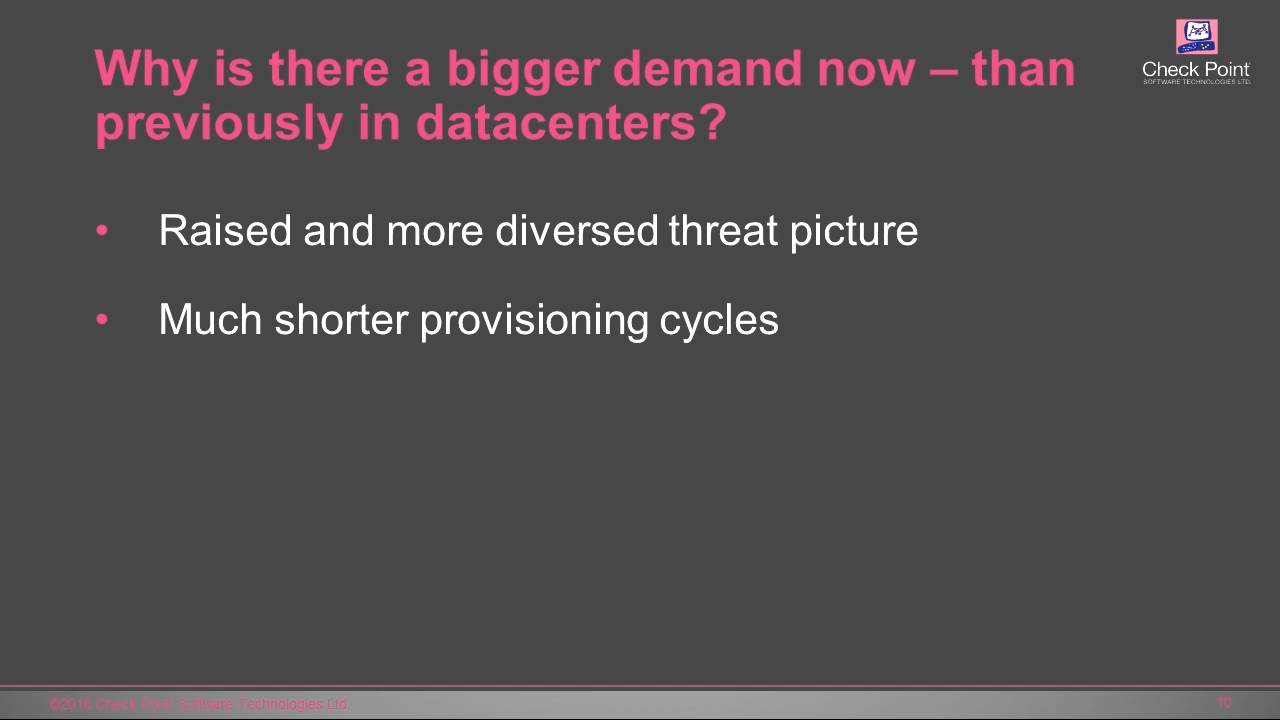 Why is there a bigger demand now – than
previously in datacenters?
Check Point
SOFTWARE TECHNOLOGIES LTD.
• Raised and more diversed threat picture
• Much shorter provisioning cycles
©2016 Check Point Software Technologies Ltd.
10